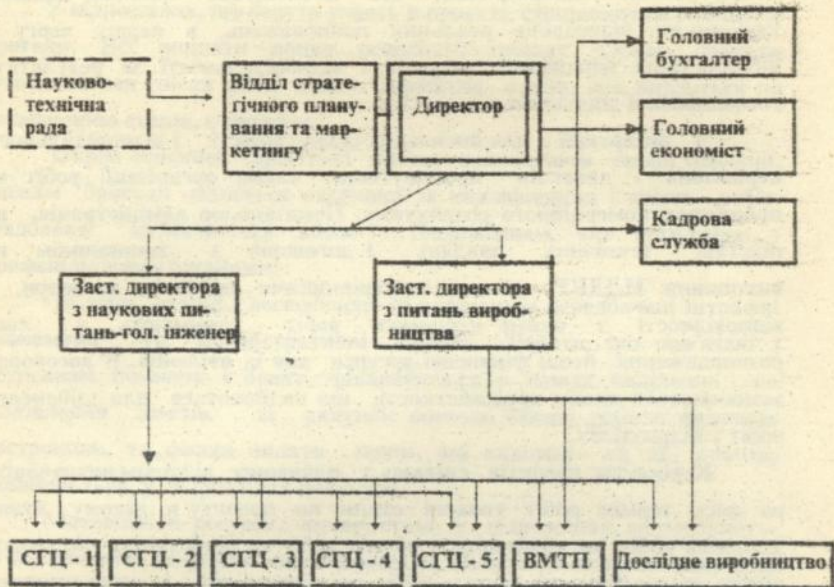 Науково-
технічна
рада
Відділ страте-
гічного плану-
вання та мар-
кетингу
Директор
Головний
бухгалтер
Головний
економіст
Кадрова
служба
Заст. директора
з наукових пи-
тань-гол. інженер
Заст. директора
з питань вироб-
ництва
СГЦ - 1
СГЦ - 2
СГЦ - 3
СГЦ - 4
СГЦ - 5
ВМТП
Дослідне виробництво